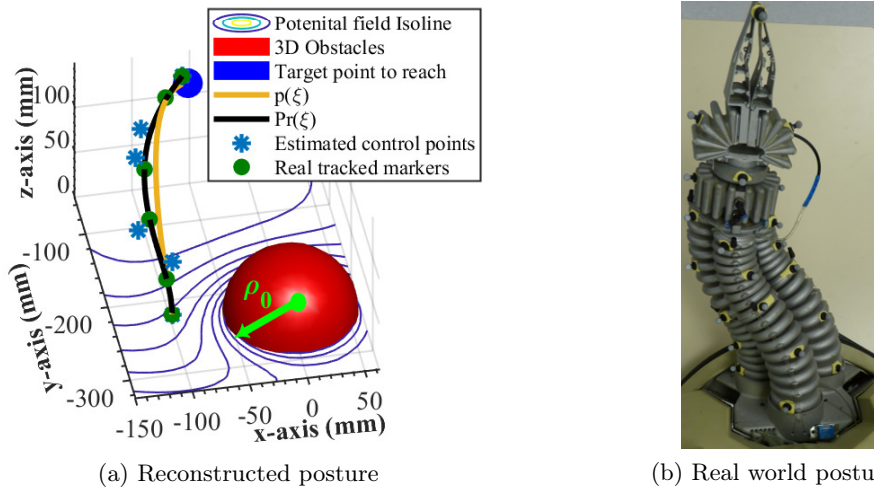 Potenital field Isoline
3D Obstacles
Target point to reach
p(ξ)
Pr(ξ)
Estimated control points
Real tracked markers
z-axis (mm)
100
50
0
-100
-200
-300
y-axis (mm)
-150
-100
-50
0
50
x-axis (mm)
ρ₀
(a) Reconstructed posture
(b) Real world postu